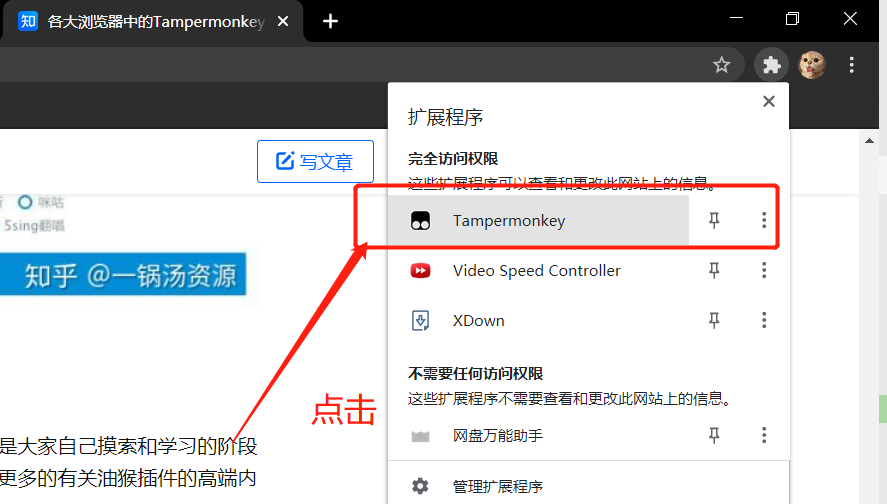 知 各大浏览器中的Tampermonkey
扩展程序
完全访问权限
这些扩展程序可以查看和更改此网站上的信息。
写文章
Tampermonkey
咪咕
5sing翻唱
Video Speed Controller
知乎 @一锅汤资源
XDown
不需要任何访问权限
这些扩展程序不需要查看和更改此网站上的信息。
点击
网盘万能助手
是大家自己摸索和学习的阶段
更多的有关油猴插件的高端内
管理扩展程序